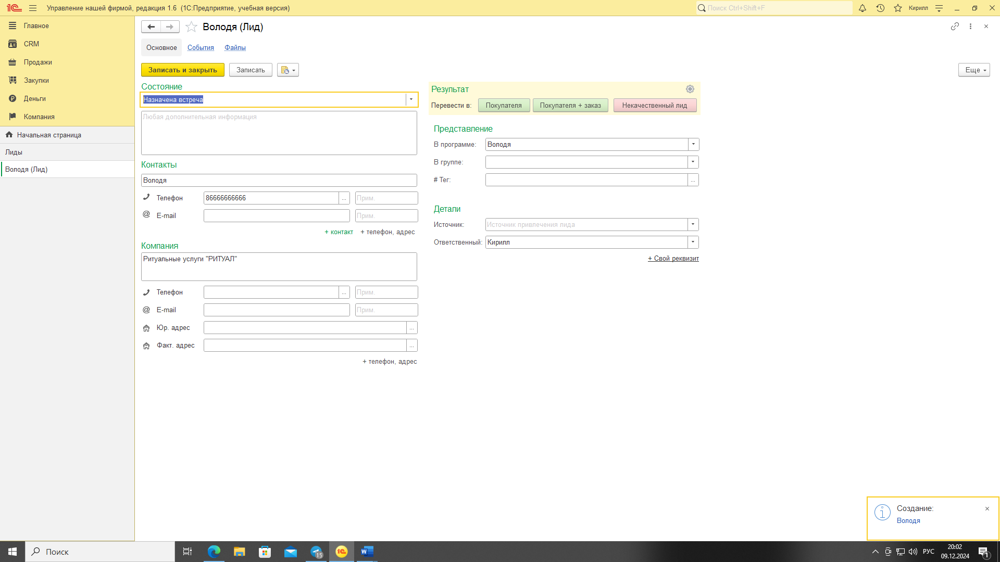 Управление нашей фирмой, редакция 1.6 (1С:Предприятие, учебная версия)
Поиск Ctrl+Shift+F
Кирилл
Главное
CRM
Продажи
Закупки
Деньги
Компания
Начальная страница
Лиды
Володя (Лид)
Володя (Лид)
Основное
События
Файлы
Записать и закрыть
Записать
Еще
Состояние
Назначена встреча
Любая дополнительная информация
Контакты
Володя
Телефон
86666666666
...
Прим.
E-mail
Прим.
+ контакт
+ телефон, адрес
Компания
Ритуальные услуги "РИТУАЛ"
Телефон
...
Прим.
E-mail
Прим.
Юр. адрес
...
Факт. адрес
...
+ телефон, адрес
Результат
Перевести в:
Покупателя
Покупателя + заказ
Некачественный лид
Представление
В программе:
Володя
В группе:
# Тег:
...
Детали
Источник:
Источник привлечения лида
Ответственный:
Кирилл
+ Свой реквизит
Создание:
Володя
Поиск
15
1С
W
РУС
20:02
09.12.2024
1